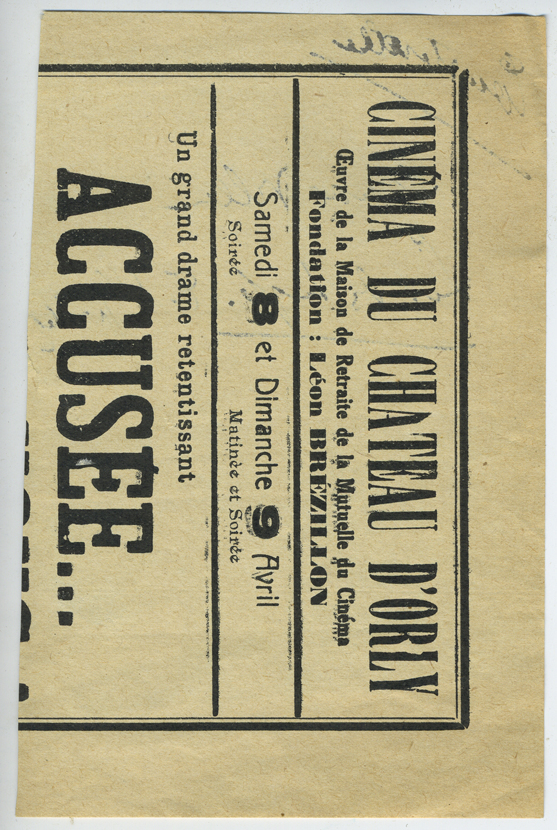 CINÉMA DU CHATEAU D'ORLY
Œuvre de la Maison de Retraite de la Mutuelle du Cinéma
Fondation : Léon BRÉZILLON
Samedi 8 et Dimanche 9 Avril
Soirée Matinée et Soirée
Un grand drame retentissant
ACCUSÉE...